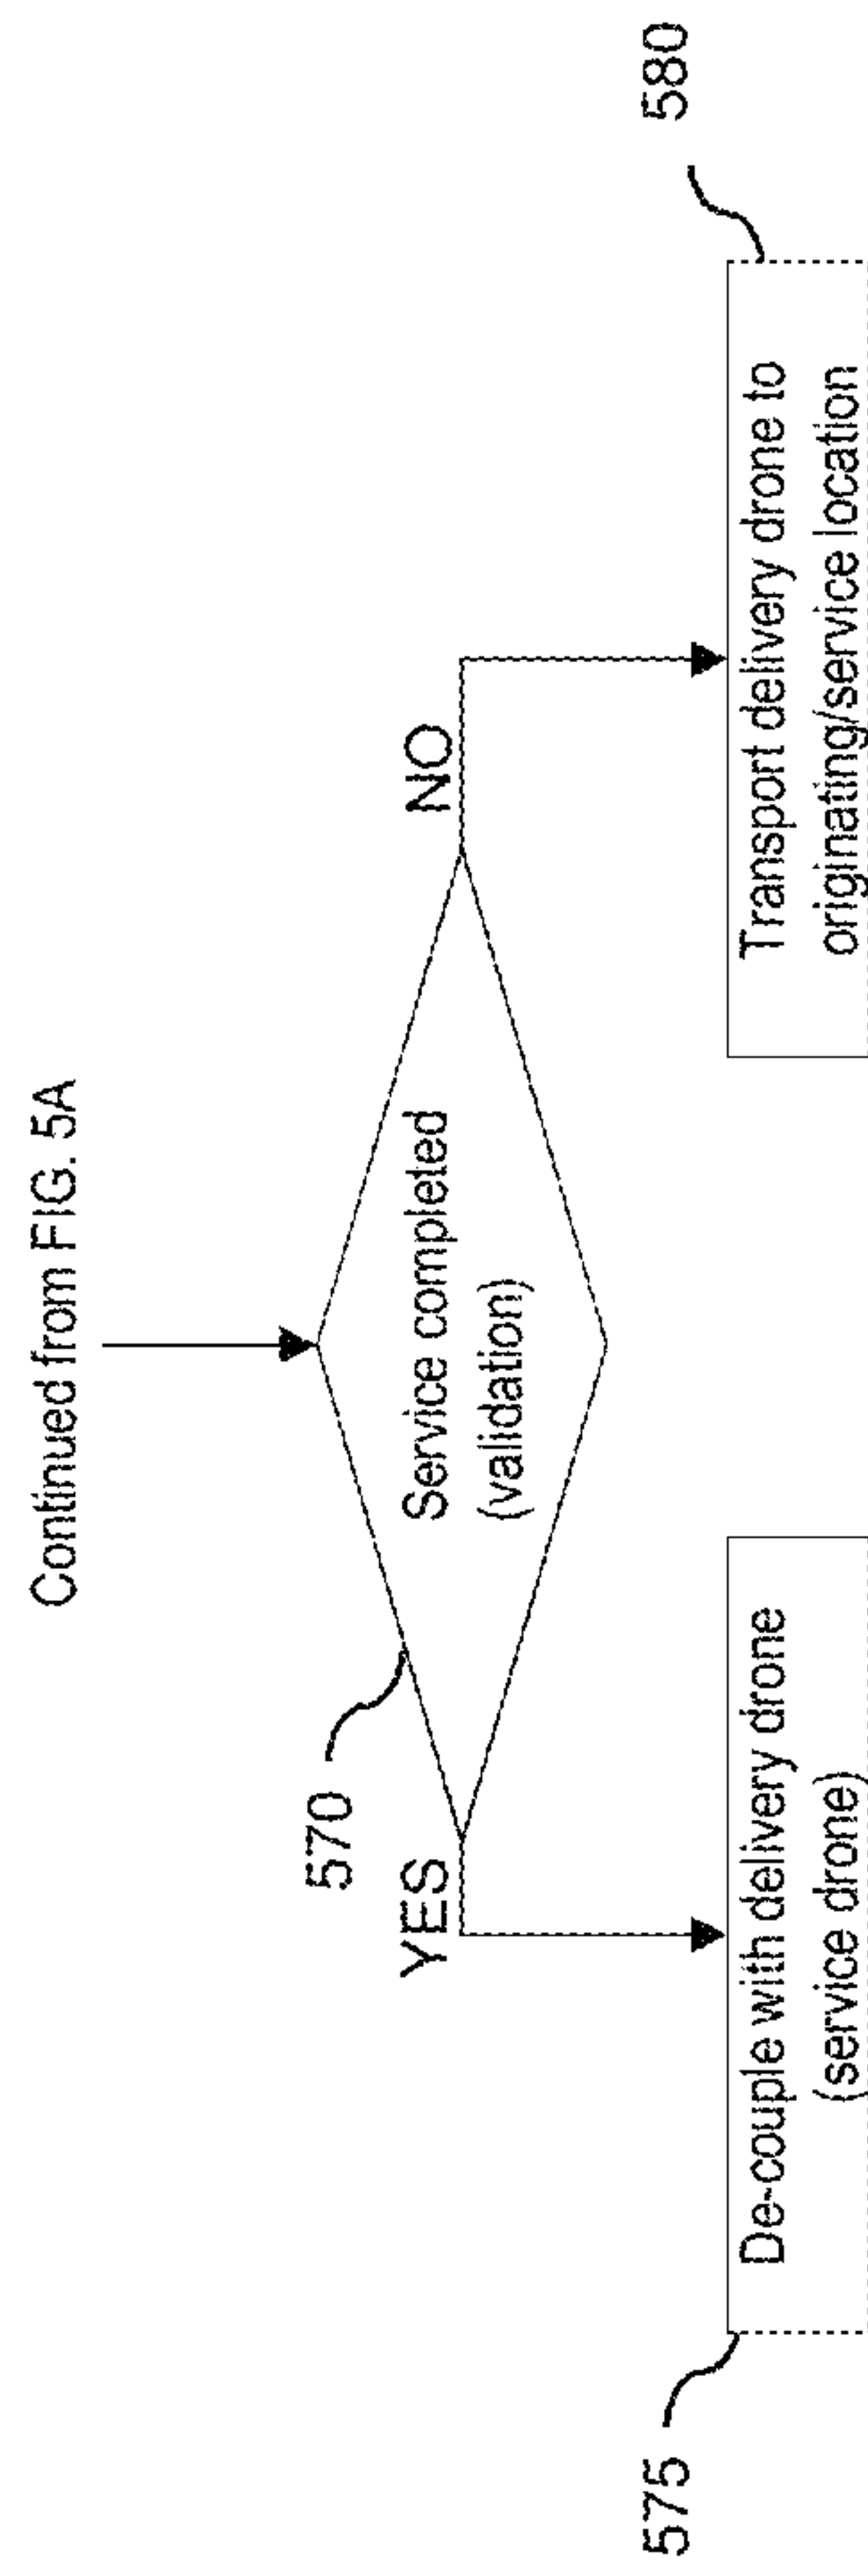 Continued from FIG. 5A
570
Service completed
(validation)
YES
NO
575
De-couple with delivery drone
(service drone)
580
Transport delivery drone to
originating/service location